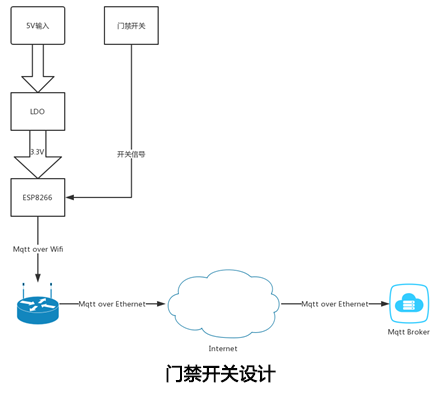 5V输入
门禁开关
LDO
3.3V
开关信号
ESP8266
Mqtt over Wifi
Mqtt over Ethernet
Mqtt over Ethernet
Mqtt Broker
Internet
门禁开关设计